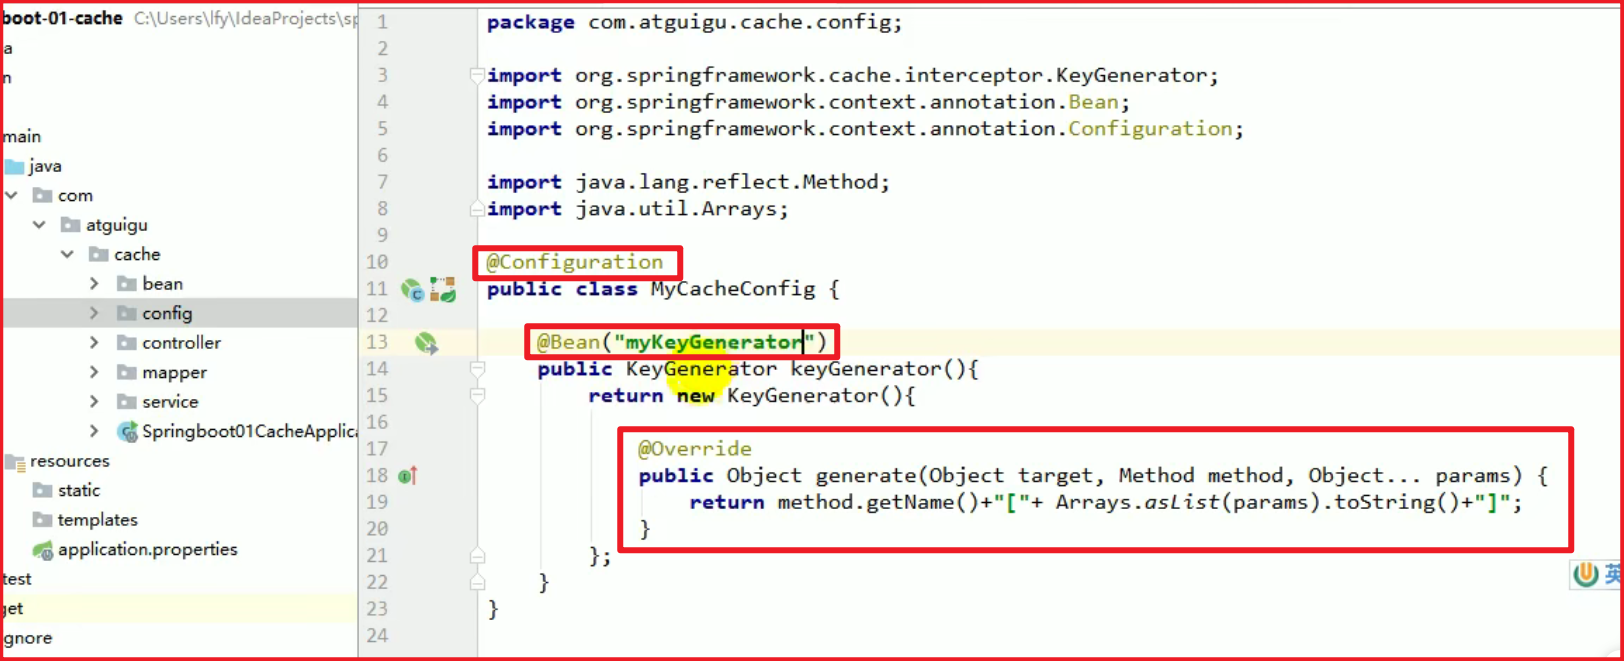 boot-01-cache C:\Users\lfy\IdeaProjects\sp
a
n
main
java
com
atguigu
cache
bean
config
controller
mapper
service
Springboot01CacheApplica
resources
static
templates
application.properties
test
get
gnore
1 package com.atguigu.cache.config;
2
3 import org.springframework.cache.interceptor.KeyGenerator;
4 import org.springframework.context.annotation.Bean;
5 import org.springframework.context.annotation.Configuration;
6
7 import java.lang.reflect.Method;
8 import java.util.Arrays;
9
10 @Configuration
11 public class MyCacheConfig {
12
13 @Bean("myKeyGenerator")
14 public KeyGenerator keyGenerator(){
15 return new KeyGenerator(){
16
17 @Override
18 public Object generate(Object target, Method method, Object... params) {
19 return method.getName()+"["+ Arrays.asList(params).toString()+"]";
20 }
21 };
22 }
23 }
24
英